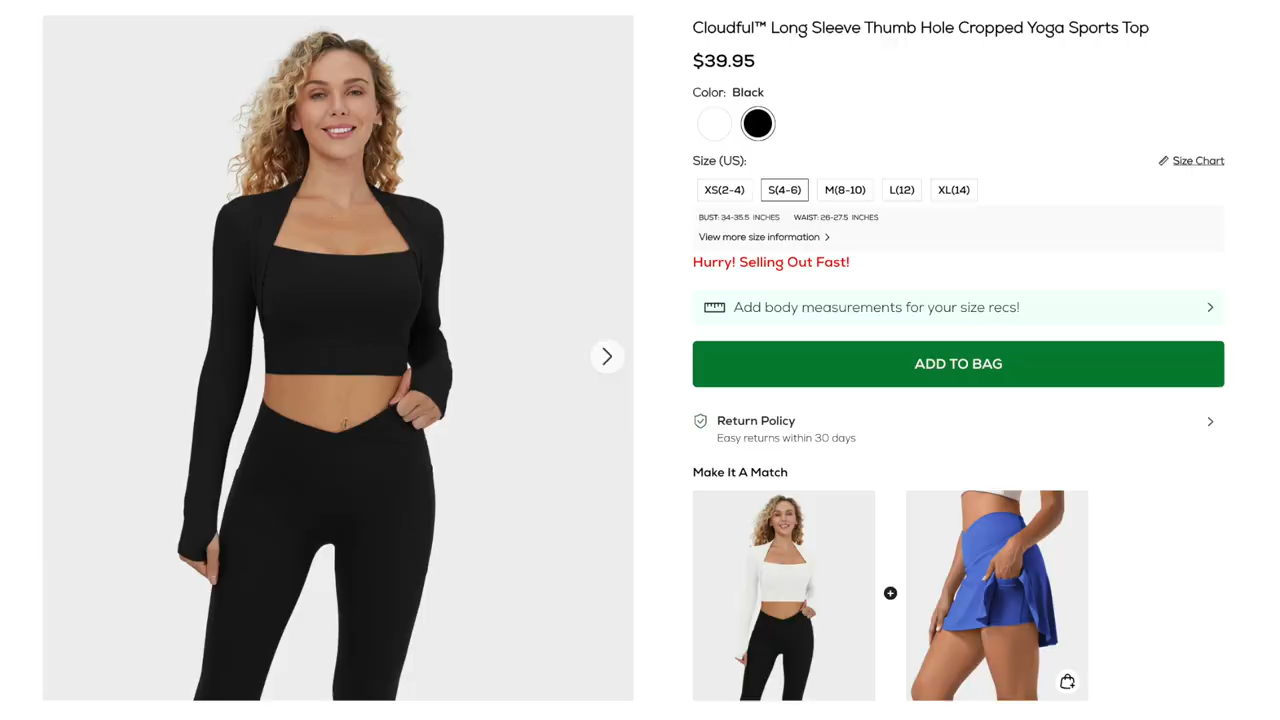 Cloudful™ Long Sleeve Thumb Hole Cropped Yoga Sports Top
$39.95
Color: Black
Size (US):
Size Chart
XS(2-4) S(4-6) M(8-10) L(12) XL(14)
BUST: 34-35.5 INCHES WAIST: 26-27.5 INCHES
View more size information
Hurry! Selling Out Fast!
Add body measurements for your size recs!
ADD TO BAG
Return Policy
Easy returns within 30 days
Make It A Match